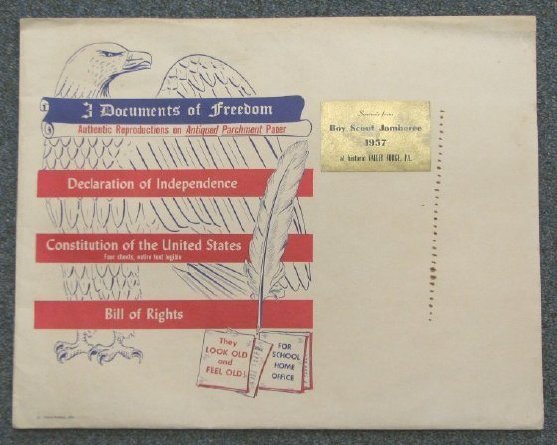 3 Documents of Freedom
Authentic Reproductions on Antiqued Parchment Paper
Souvenir from
Boy Scout Jamboree
1957
at historic VALLEY FORGE, PA.
Declaration of Independence
Constitution of the United States
Four sheets, entire text legible
Bill of Rights
They
LOOK OLD
and
FEEL OLD!
FOR
SCHOOL
HOME
OFFICE